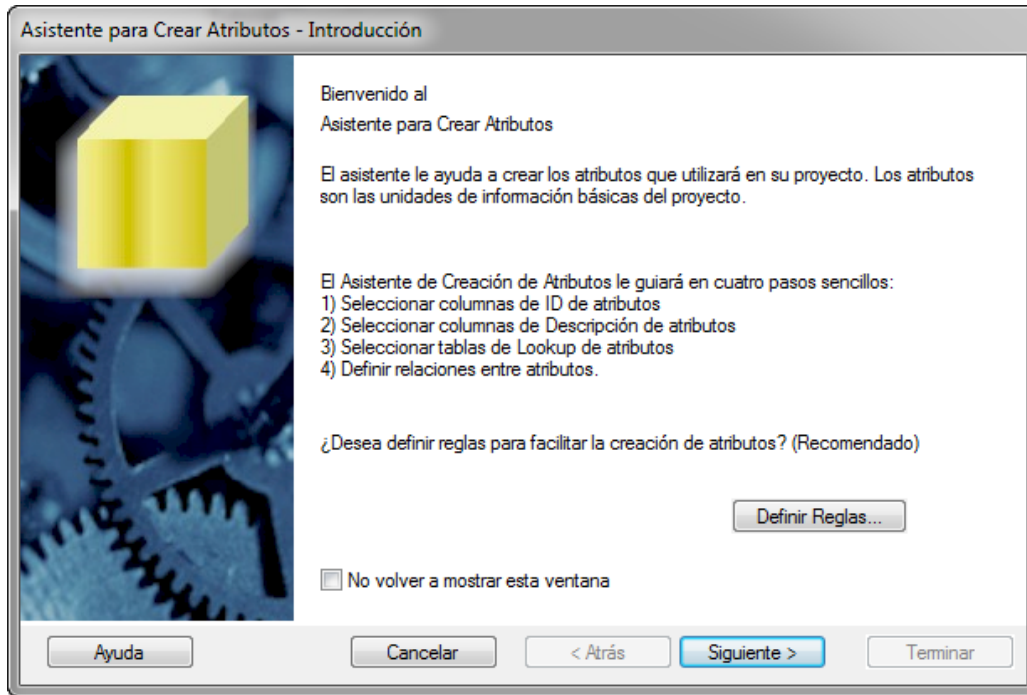 Asistente para Crear Atributos - Introducción
Bienvenido al
Asistente para Crear Atributos
El asistente le ayuda a crear los atributos que utilizará en su proyecto. Los atributos
son las unidades de información básicas del proyecto.
El Asistente de Creación de Atributos le guiará en cuatro pasos sencillos:
1) Seleccionar columnas de ID de atributos
2) Seleccionar columnas de Descripción de atributos
3) Seleccionar tablas de Lookup de atributos
4) Definir relaciones entre atributos.
¿Desea definir reglas para facilitar la creación de atributos? (Recomendado)
Definir Reglas...
No volver a mostrar esta ventana
Ayuda Cancelar < Atrás Siguiente > Terminar